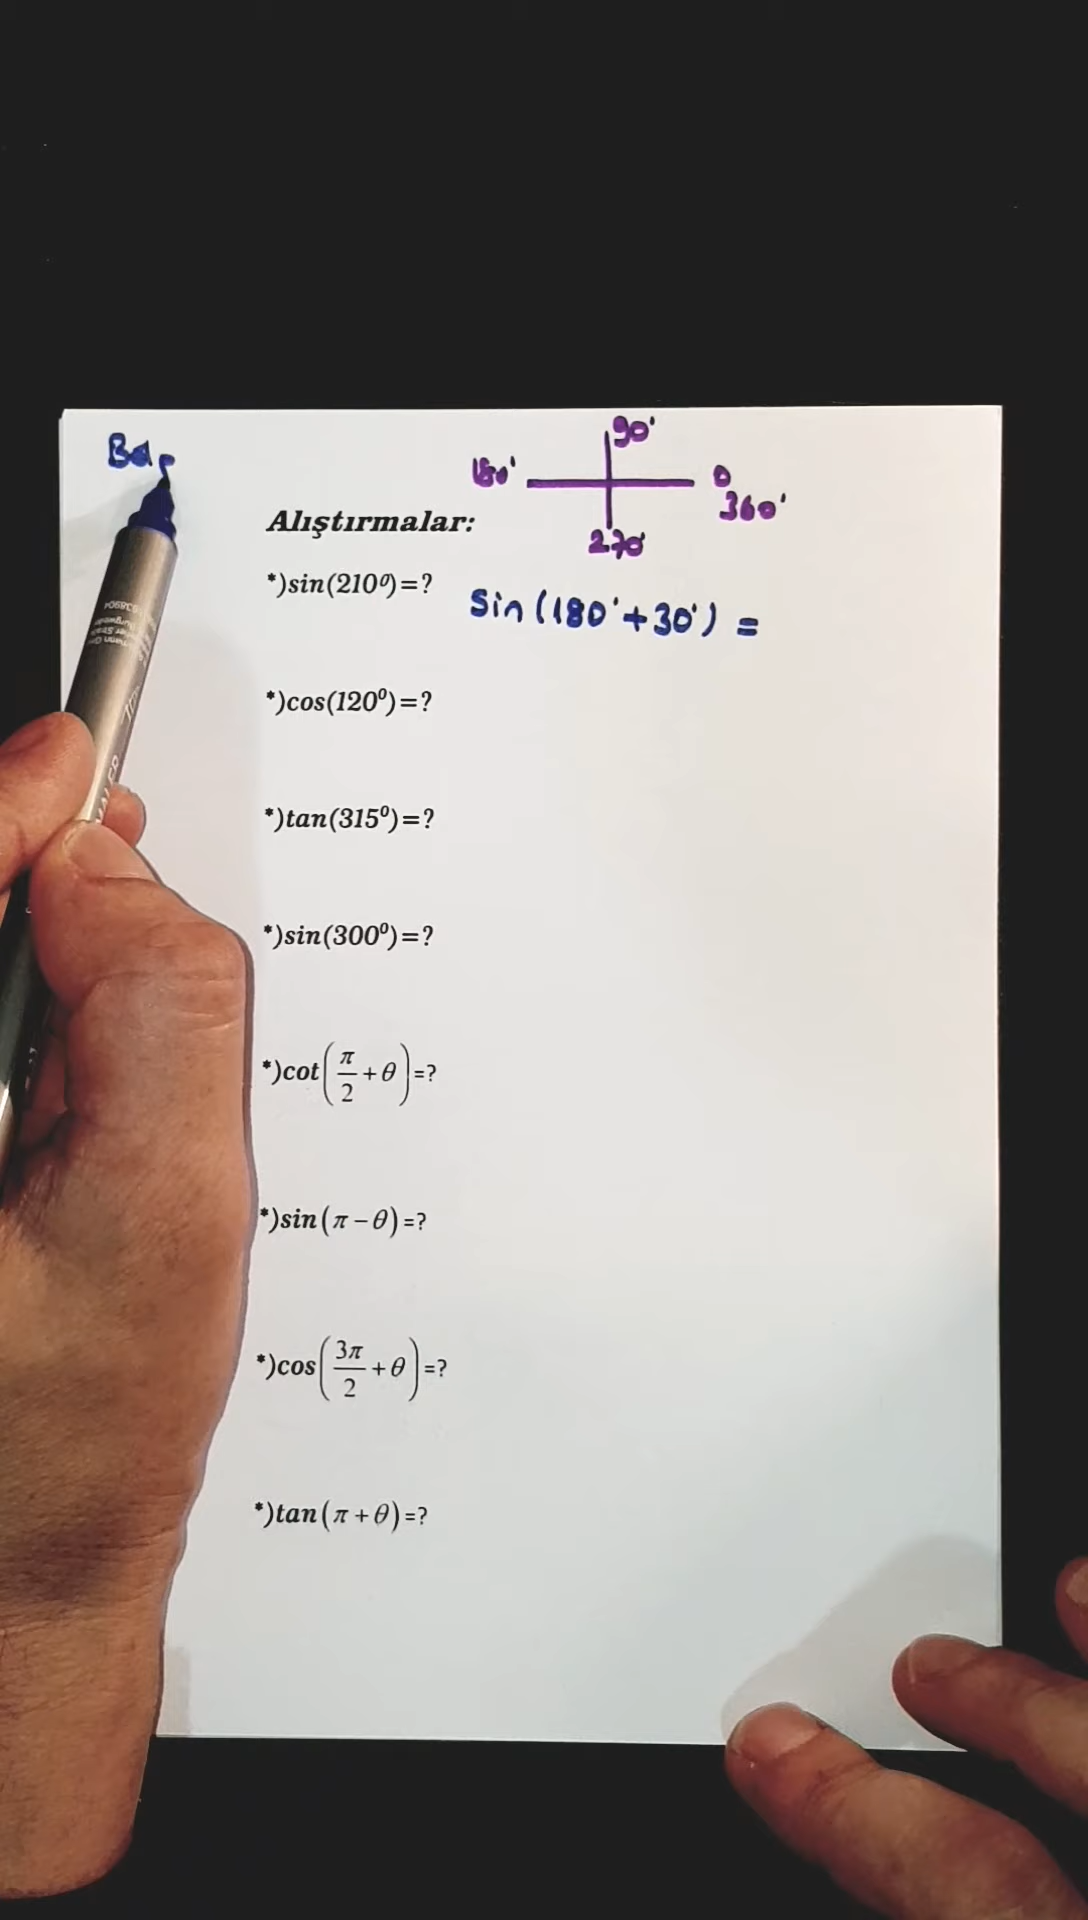 Ba
90°
180°
0
360°
270°
Alıştırmalar:
*)sin(210⁰)=?
Sin (180°+30°) =
*)cos(120⁰)=?
*)tan(315⁰)=?
*)sin(300⁰)=?
*)cot(π/2+θ)=?
*)sin(π−θ)=?
*)cos(3π/2+θ)=?
*)tan(π+θ)=?